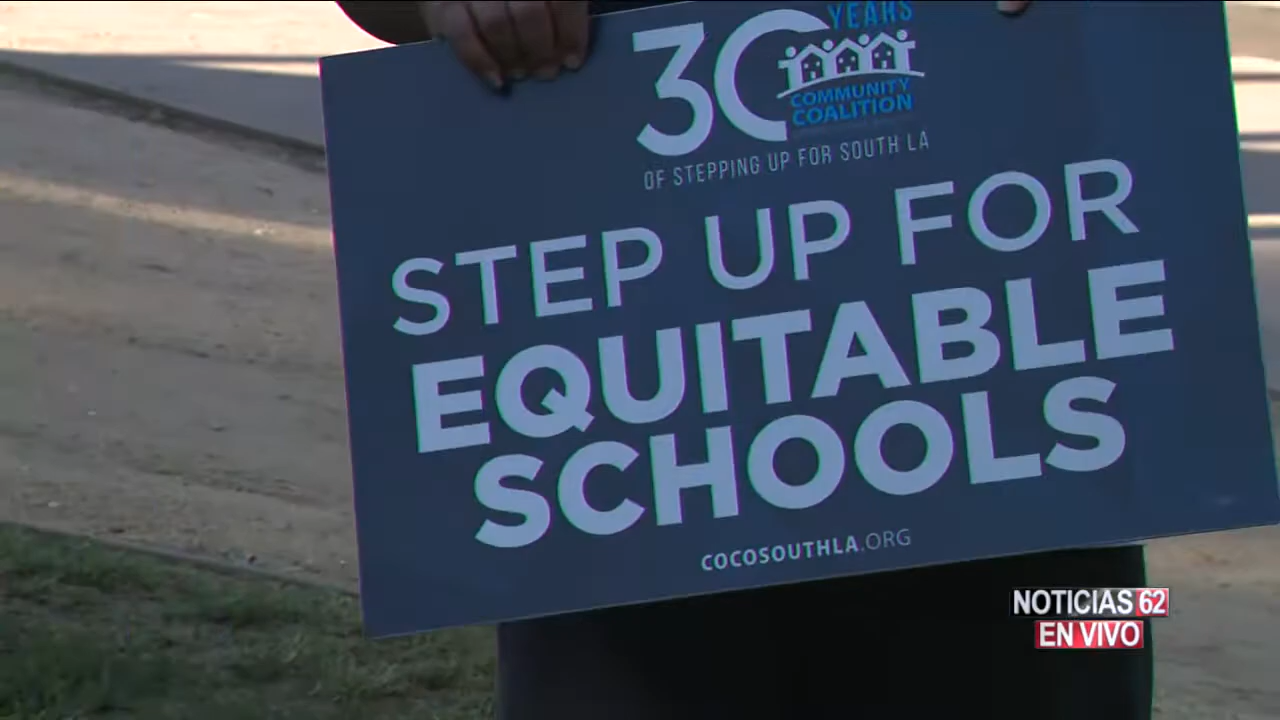 30 YEARS
COMMUNITY
COALITION
OF STEPPING UP FOR SOUTH LA
STEP UP FOR
EQUITABLE
SCHOOLS
COCOSOUTHLA.ORG
NOTICIAS 62
EN VIVO